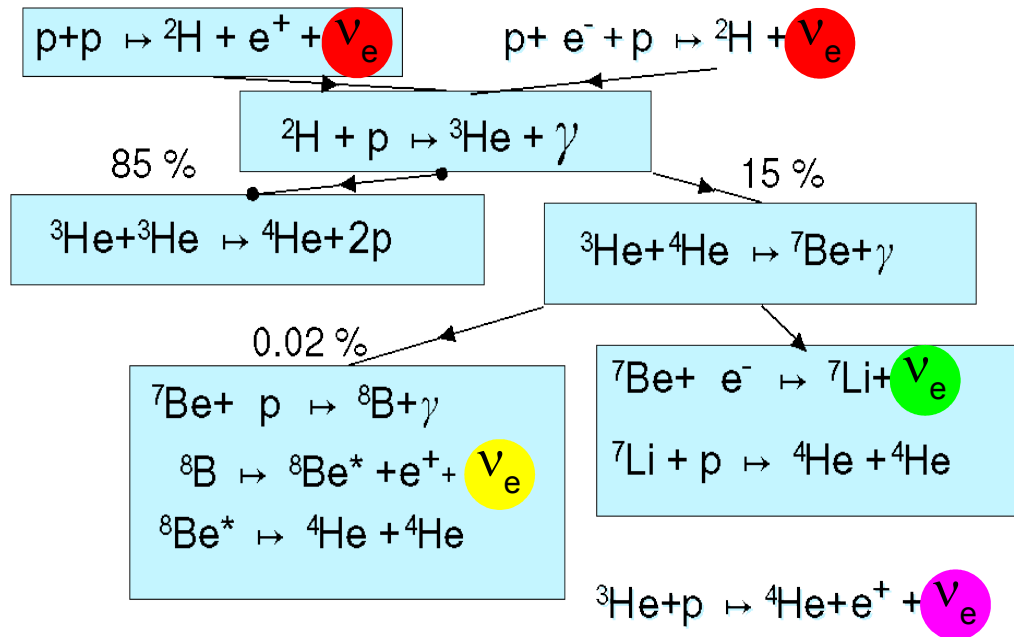 p+p ↦ ²H + e⁺ + νₑ
p+ e⁻ + p ↦ ²H + νₑ
²H + p ↦ ³He + γ
85 %
15 %
³He+³He ↦ ⁴He+2p
³He+⁴He ↦ ⁷Be+γ
0.02 %
⁷Be+ p ↦ ⁸B+γ
⁸B ↦ ⁸Be* +e⁺+ νₑ
⁸Be* ↦ ⁴He +⁴He
⁷Be+ e⁻ ↦ ⁷Li+ νₑ
⁷Li + p ↦ ⁴He +⁴He
³He+p ↦ ⁴He+e⁺ + νₑ